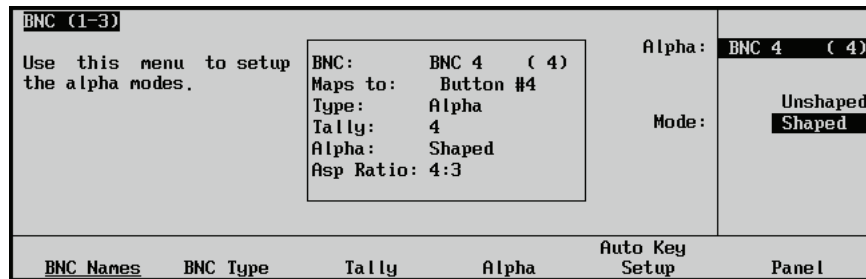 BNC (1-3)
Use this menu to setup
the alpha modes.
BNC: BNC 4 ( 4)
Maps to: Button #4
Type: Alpha
Tally: 4
Alpha: Shaped
Asp Ratio: 4:3
Alpha: BNC 4 ( 4)
Mode: Unshaped
Shaped
BNC Names BNC Type Tally Alpha Auto Key Setup Panel